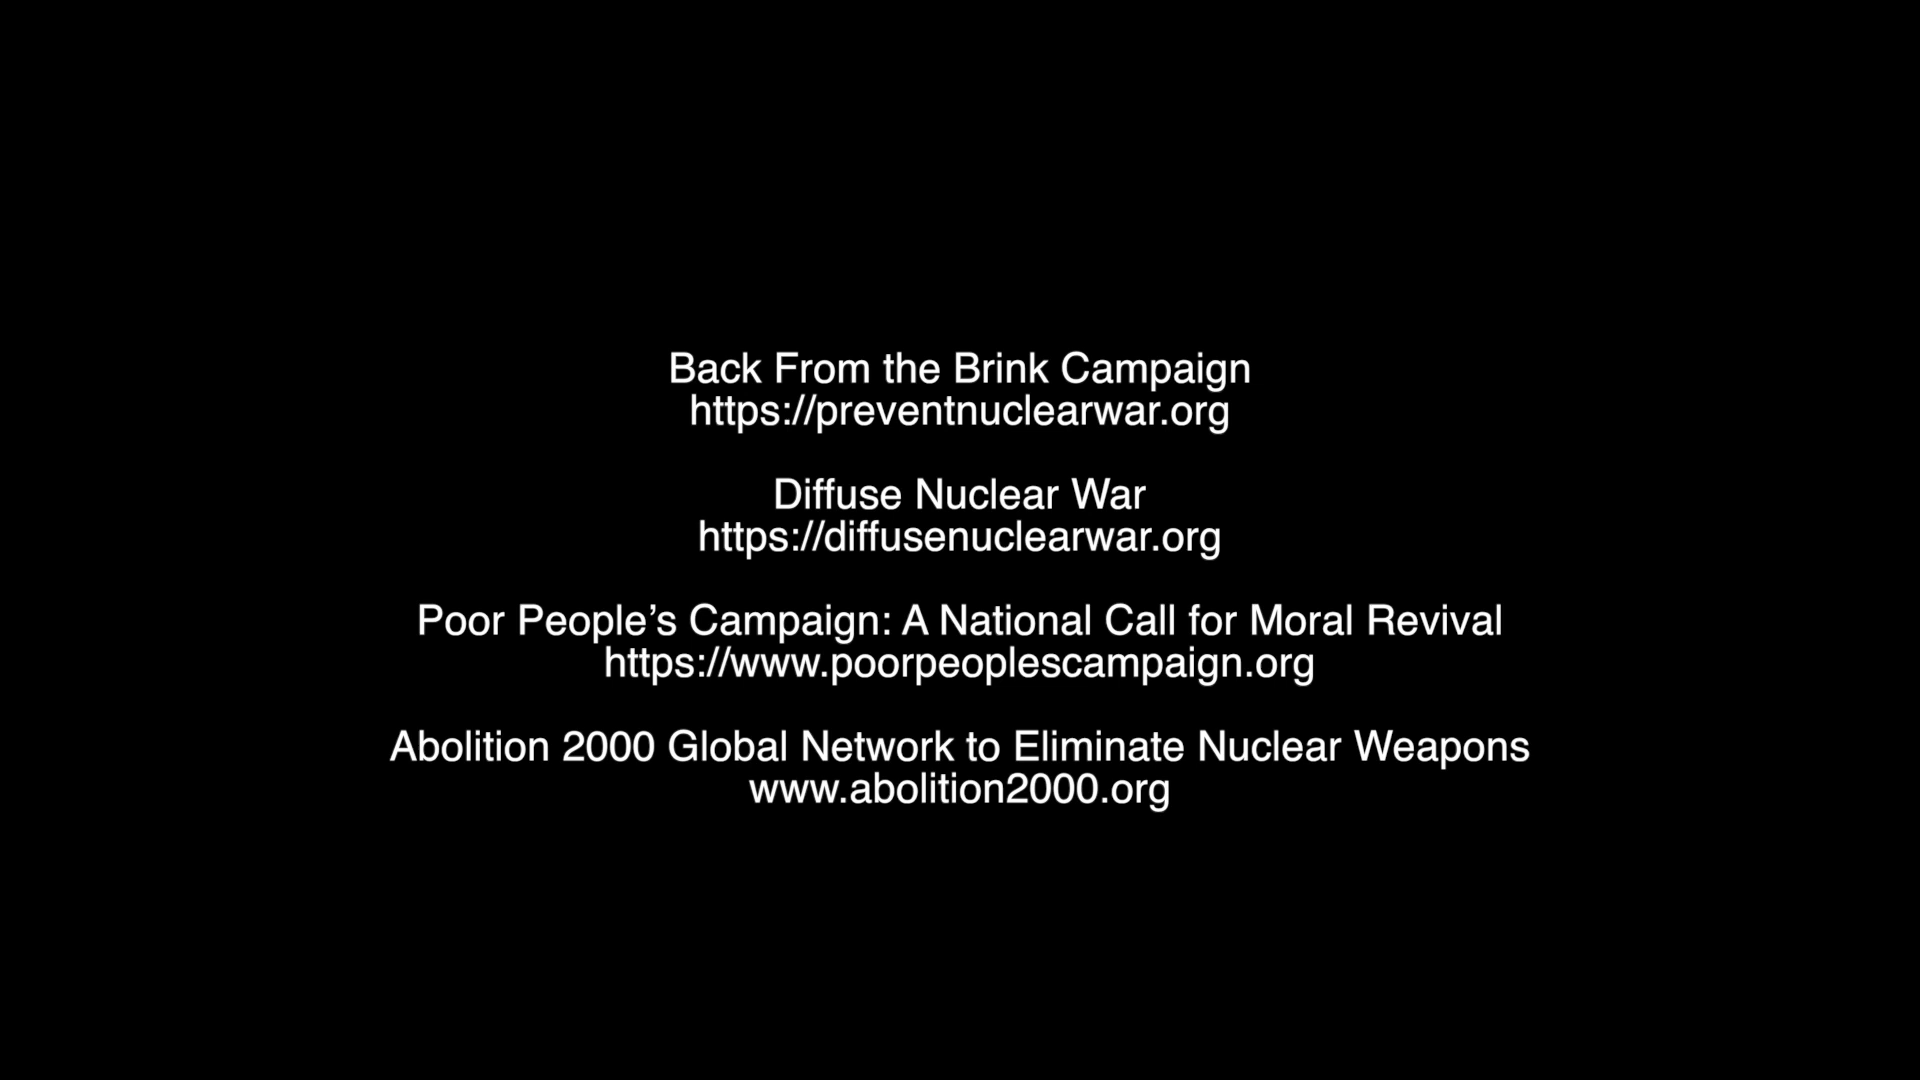 Back From the Brink Campaign
https://preventnuclearwar.org
Diffuse Nuclear War
https://diffusenuclearwar.org
Poor People’s Campaign: A National Call for Moral Revival
https://www.poorpeoplescampaign.org
Abolition 2000 Global Network to Eliminate Nuclear Weapons
www.abolition2000.org